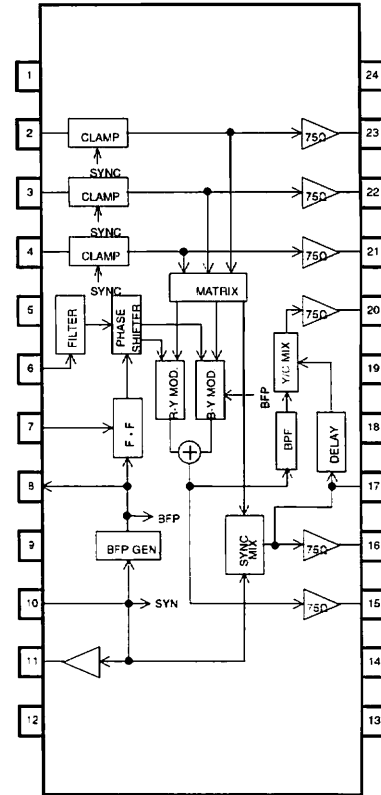 1
24
2
CLAMP
75Ω
23
SYNC
3
CLAMP
75Ω
22
SYNC
4
CLAMP
75Ω
21
SYNC
MATRIX
5
FILTER
PHASE SHIFTER
75Ω
20
6
R-Y MOD.
B-Y MOD
Y/C MIX
19
BFP
7
F.F
BPF
DELAY
18
8
17
BFP
9
BFP GEN.
SYNC MIX
75Ω
16
10
SYN
75Ω
15
11
14
12
13